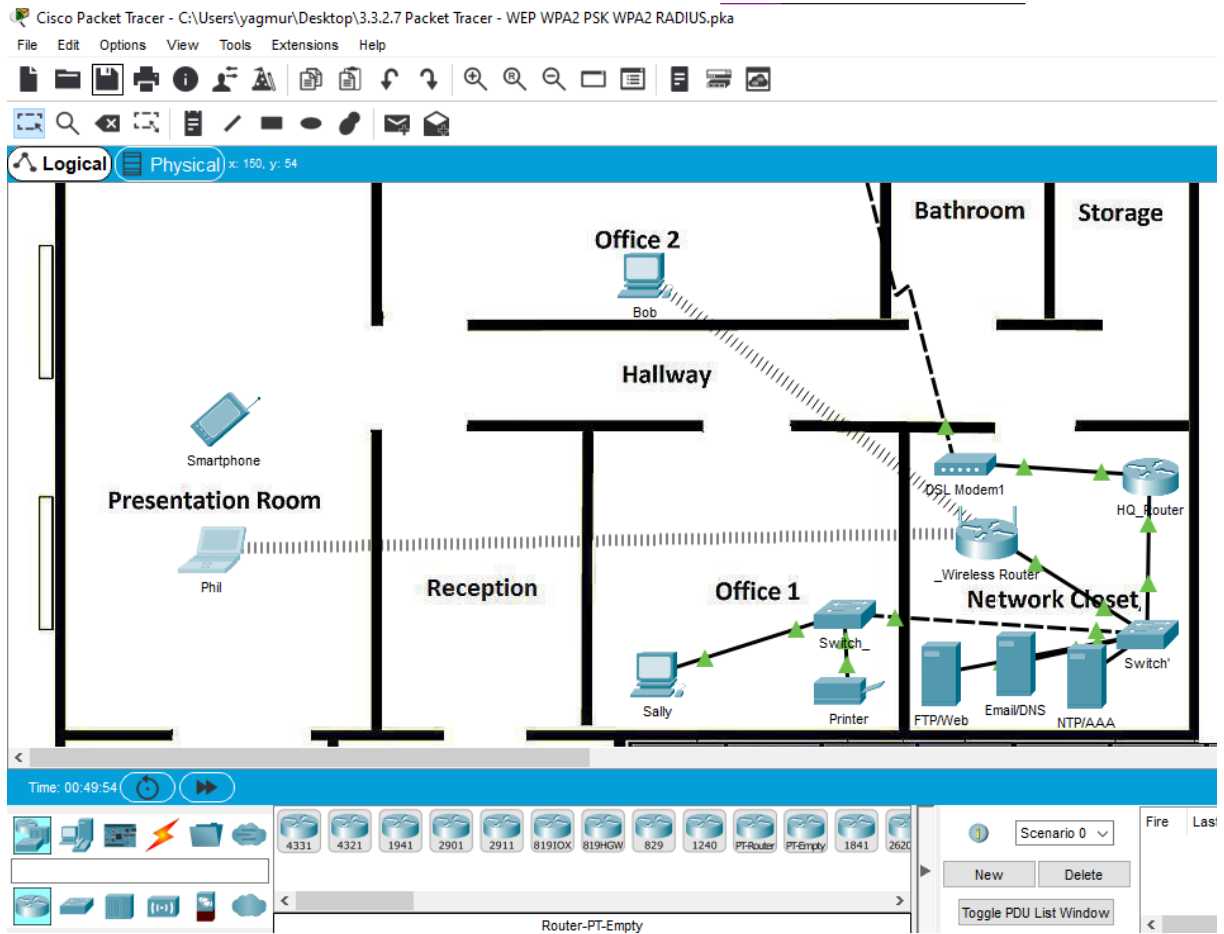 Cisco Packet Tracer - C:\Users\yagmur\Desktop\3.3.2.7 Packet Tracer - WEP WPA2 PSK WPA2 RADIUS.pka
File Edit Options View Tools Extensions Help
Logical Physical x: 150, y: 54
Bathroom Storage
Office 2
Bob
Hallway
Smartphone
DSL Modem1
Presentation Room
HQ_Router
_Wireless Router
Phil
Reception
Office 1
Network Closet
Switch_
Switch'
Sally
Printer
FTP/Web
Email/DNS
NTP/AAA
Time: 00:49:54
4331 4321 1941 2901 2911 819IOX 819HGW 829 1240 PT-Router PT-Empty 1841 2620
Scenario 0
Fire Last
New Delete
Toggle PDU List Window
Router-PT-Empty